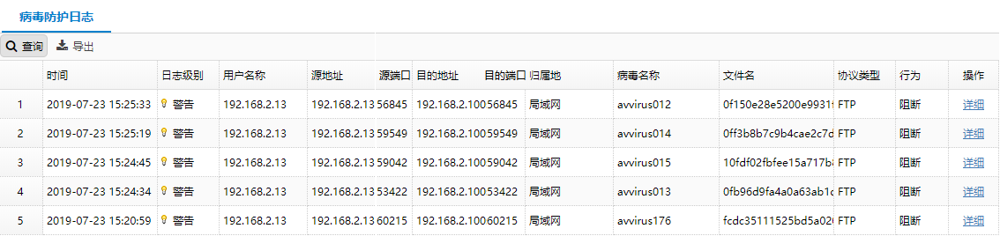 病毒防护日志
查询 导出
时间 日志级别 用户名称 源地址 源端口 目的地址 目的端口 归属地 病毒名称 文件名 协议类型 行为 操作
1 2019-07-23 15:25:33 警告 192.168.2.13 192.168.2.13 56845 192.168.2.100 56845 局域网 avvirus012 0f150e28e5200e9931f FTP 阻断 详细
2 2019-07-23 15:25:19 警告 192.168.2.13 192.168.2.13 59549 192.168.2.100 59549 局域网 avvirus014 0ff3b8b7c9b4cae2c7d FTP 阻断 详细
3 2019-07-23 15:24:45 警告 192.168.2.13 192.168.2.13 59042 192.168.2.100 59042 局域网 avvirus015 10fdf02fbfee15a717b8 FTP 阻断 详细
4 2019-07-23 15:24:34 警告 192.168.2.13 192.168.2.13 53422 192.168.2.100 53422 局域网 avvirus013 0fb96d9fa4a0a63ab1c FTP 阻断 详细
5 2019-07-23 15:20:59 警告 192.168.2.13 192.168.2.13 60215 192.168.2.100 60215 局域网 avvirus176 fcdc35111525bd5a020 FTP 阻断 详细